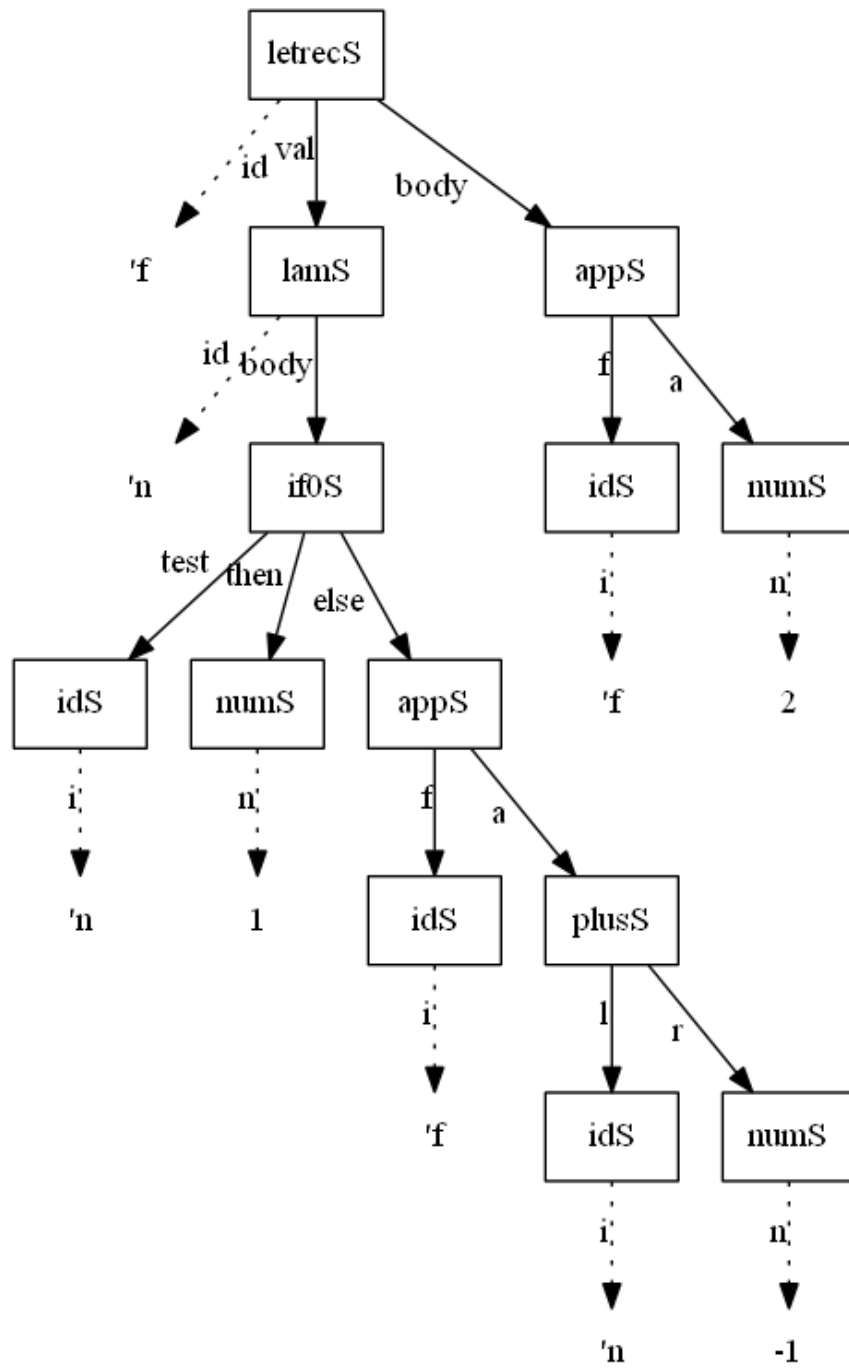 letrecS
id val body
'f lamS appS
id body f a
'n if0S idS numS
test then else i n
idS numS appS 'f 2
i n f a
'n 1 idS plusS
i l r
'f idS numS
i n
'n -1